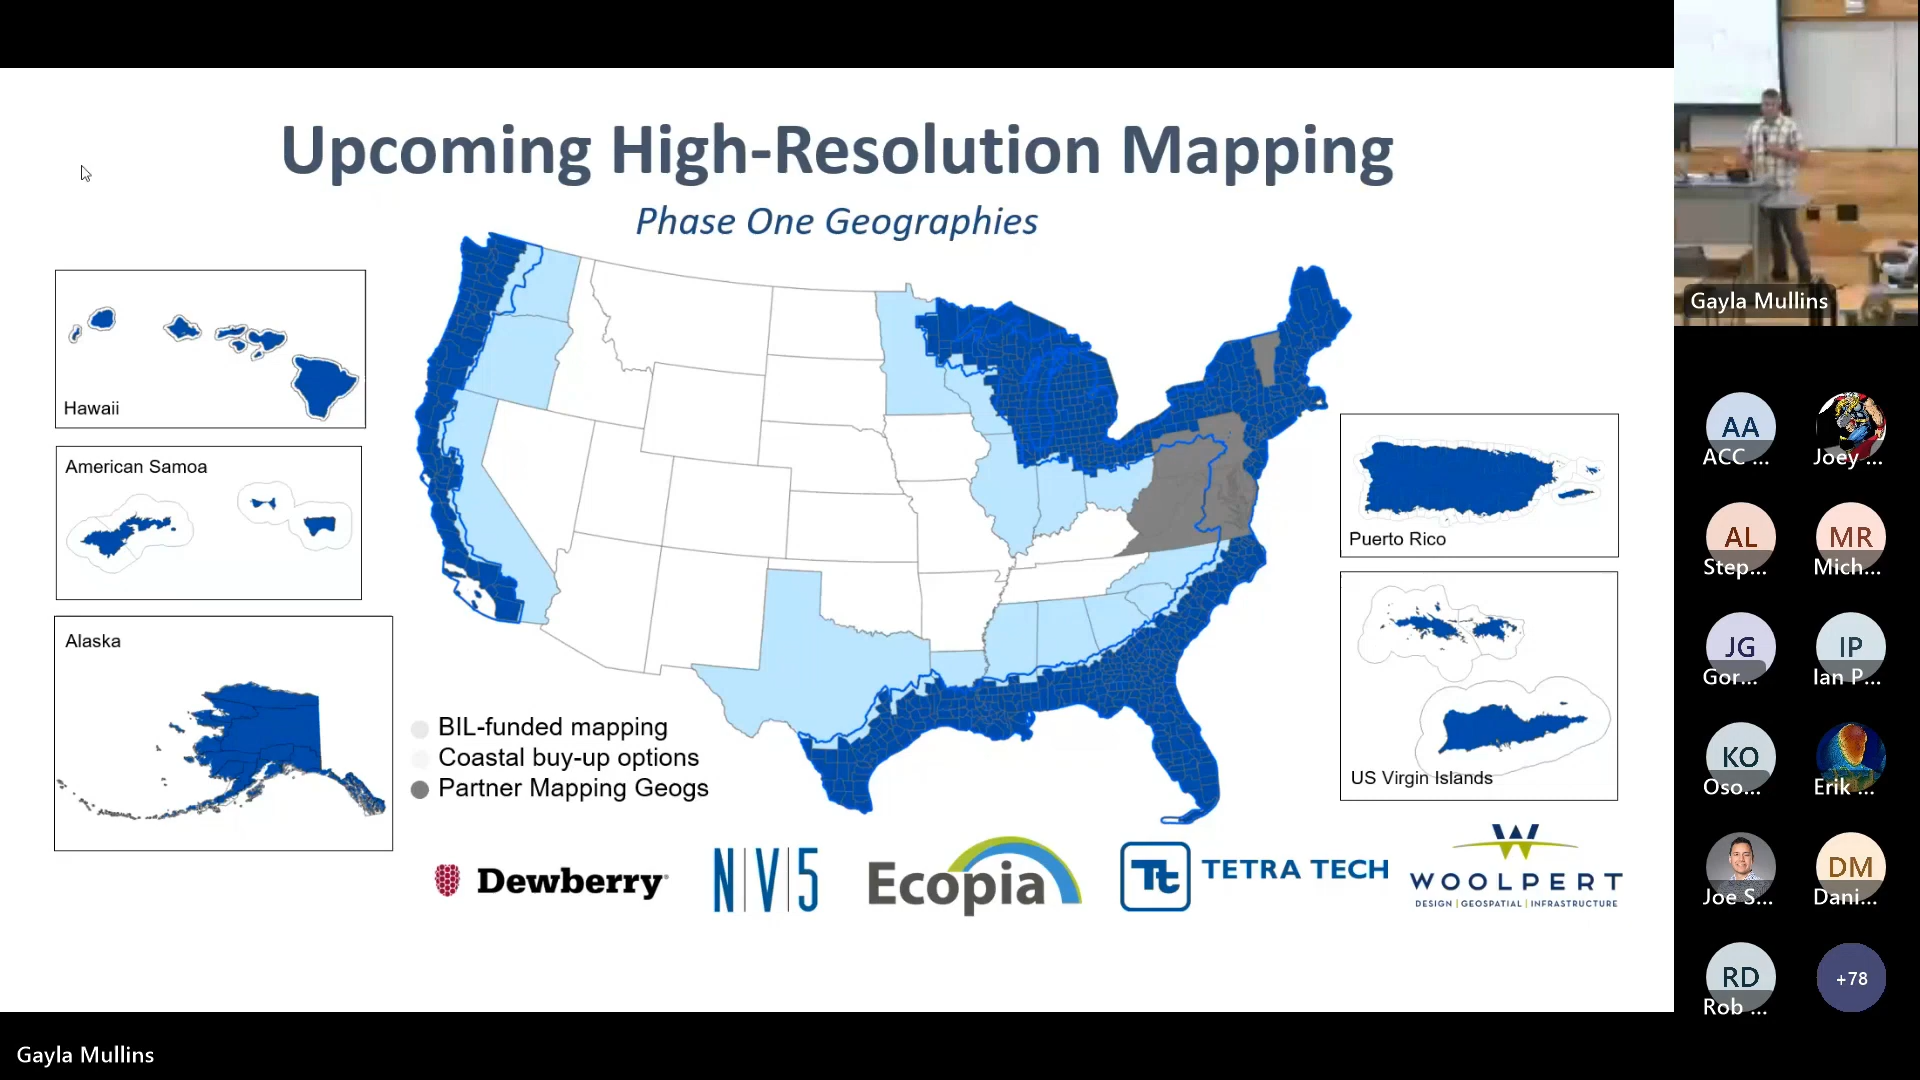 Upcoming High-Resolution Mapping
Phase One Geographies
Hawaii
American Samoa
Alaska
BIL-funded mapping
Coastal buy-up options
Partner Mapping Geogs
Puerto Rico
US Virgin Islands
Dewberry
N|V|5
Ecopia
Tt TETRA TECH
WOOLPERT
DESIGN | GEOSPATIAL | INFRASTRUCTURE
Gayla Mullins
Gayla Mullins
AA
ACC ...
Joey ...
AL
Step...
MR
Mich...
JG
Gor...
IP
Ian P...
KO
Oso...
Erik ...
Joe S...
DM
Dani...
RD
Rob ...
+78